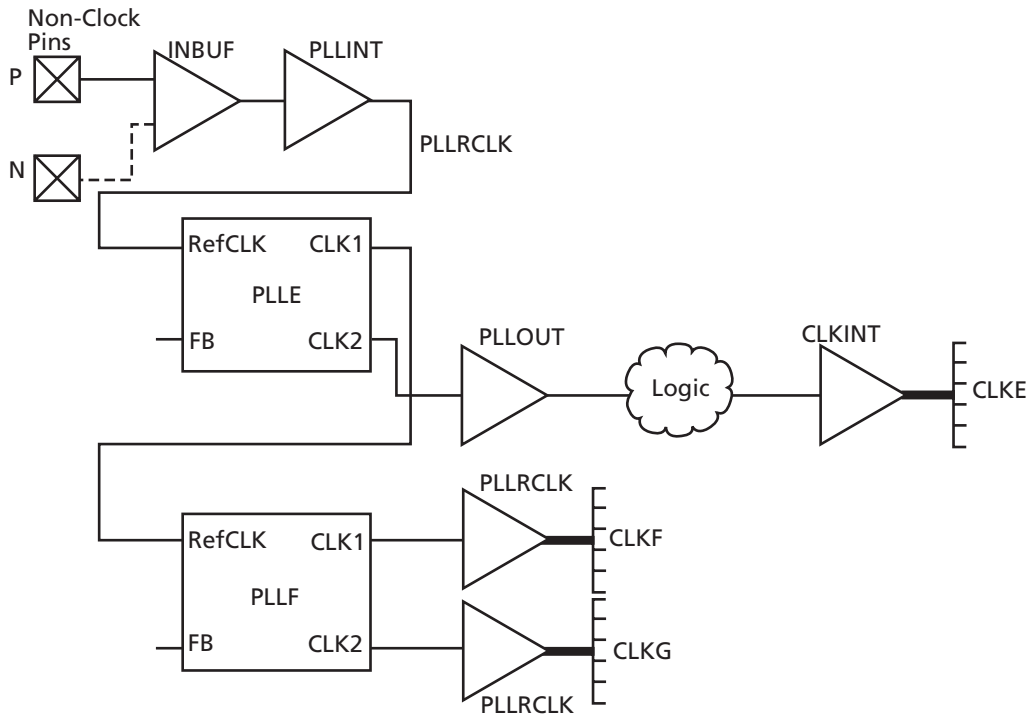 Non-Clock
Pins
P
INBUF
PLLINT
N
PLLRCLK
RefCLK
CLK1
PLLE
FB
CLK2
PLLOUT
Logic
CLKINT
CLKE
PLLRCLK
RefCLK
CLK1
CLKF
PLLF
FB
CLK2
CLKG
PLLRCLK